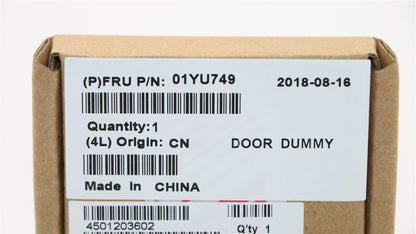 (P)FRU P/N: 01YU749 2018-08-16
Quantity:1
(4L) Origin: CN DOOR DUMMY
Made In CHINA
4501203602 Q'ty 1